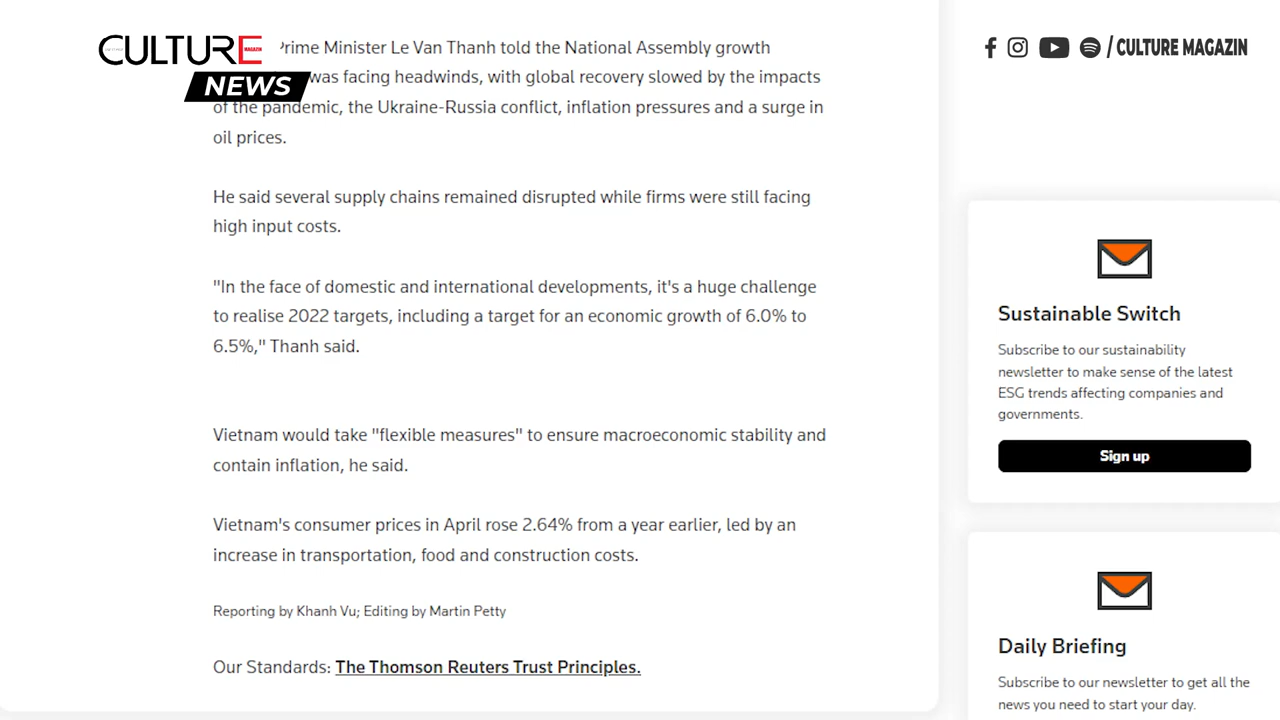 CULTURE
MAGAZIN
NEWS
/ CULTURE MAGAZIN
Prime Minister Le Van Thanh told the National Assembly growth
was facing headwinds, with global recovery slowed by the impacts
of the pandemic, the Ukraine-Russia conflict, inflation pressures and a surge in
oil prices.
He said several supply chains remained disrupted while firms were still facing
high input costs.
"In the face of domestic and international developments, it's a huge challenge
to realise 2022 targets, including a target for an economic growth of 6.0% to
6.5%," Thanh said.
Vietnam would take "flexible measures" to ensure macroeconomic stability and
contain inflation, he said.
Vietnam's consumer prices in April rose 2.64% from a year earlier, led by an
increase in transportation, food and construction costs.
Reporting by Khanh Vu; Editing by Martin Petty
Our Standards: The Thomson Reuters Trust Principles.
Sustainable Switch
Subscribe to our sustainability
newsletter to make sense of the latest
ESG trends affecting companies and
governments.
Sign up
Daily Briefing
Subscribe to our newsletter to get all the
news you need to start your day.